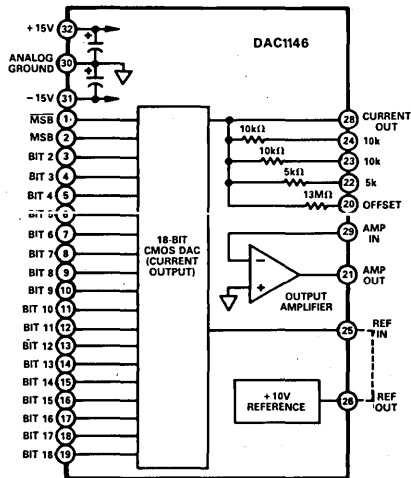 DAC1146
+15V 32
ANALOG GROUND 30
-15V 31
MSB 1
MSB 2
BIT 2 3
BIT 3 4
BIT 4 5
BIT 5 6
BIT 6 7
BIT 7 8
BIT 8 9
BIT 9 10
BIT 10 11
BIT 11 12
BIT 12 13
BIT 13 14
BIT 14 15
BIT 15 16
BIT 16 17
BIT 17 18
BIT 18 19
18-BIT
CMOS DAC
(CURRENT
OUTPUT)
28 CURRENT OUT
10kΩ 24 10k
10kΩ 23 10k
5kΩ 22 5k
13MΩ 20 OFFSET
29 AMP IN
21 AMP OUT
OUTPUT
AMPLIFIER
25 REF IN
+10V
REFERENCE
26 REF OUT